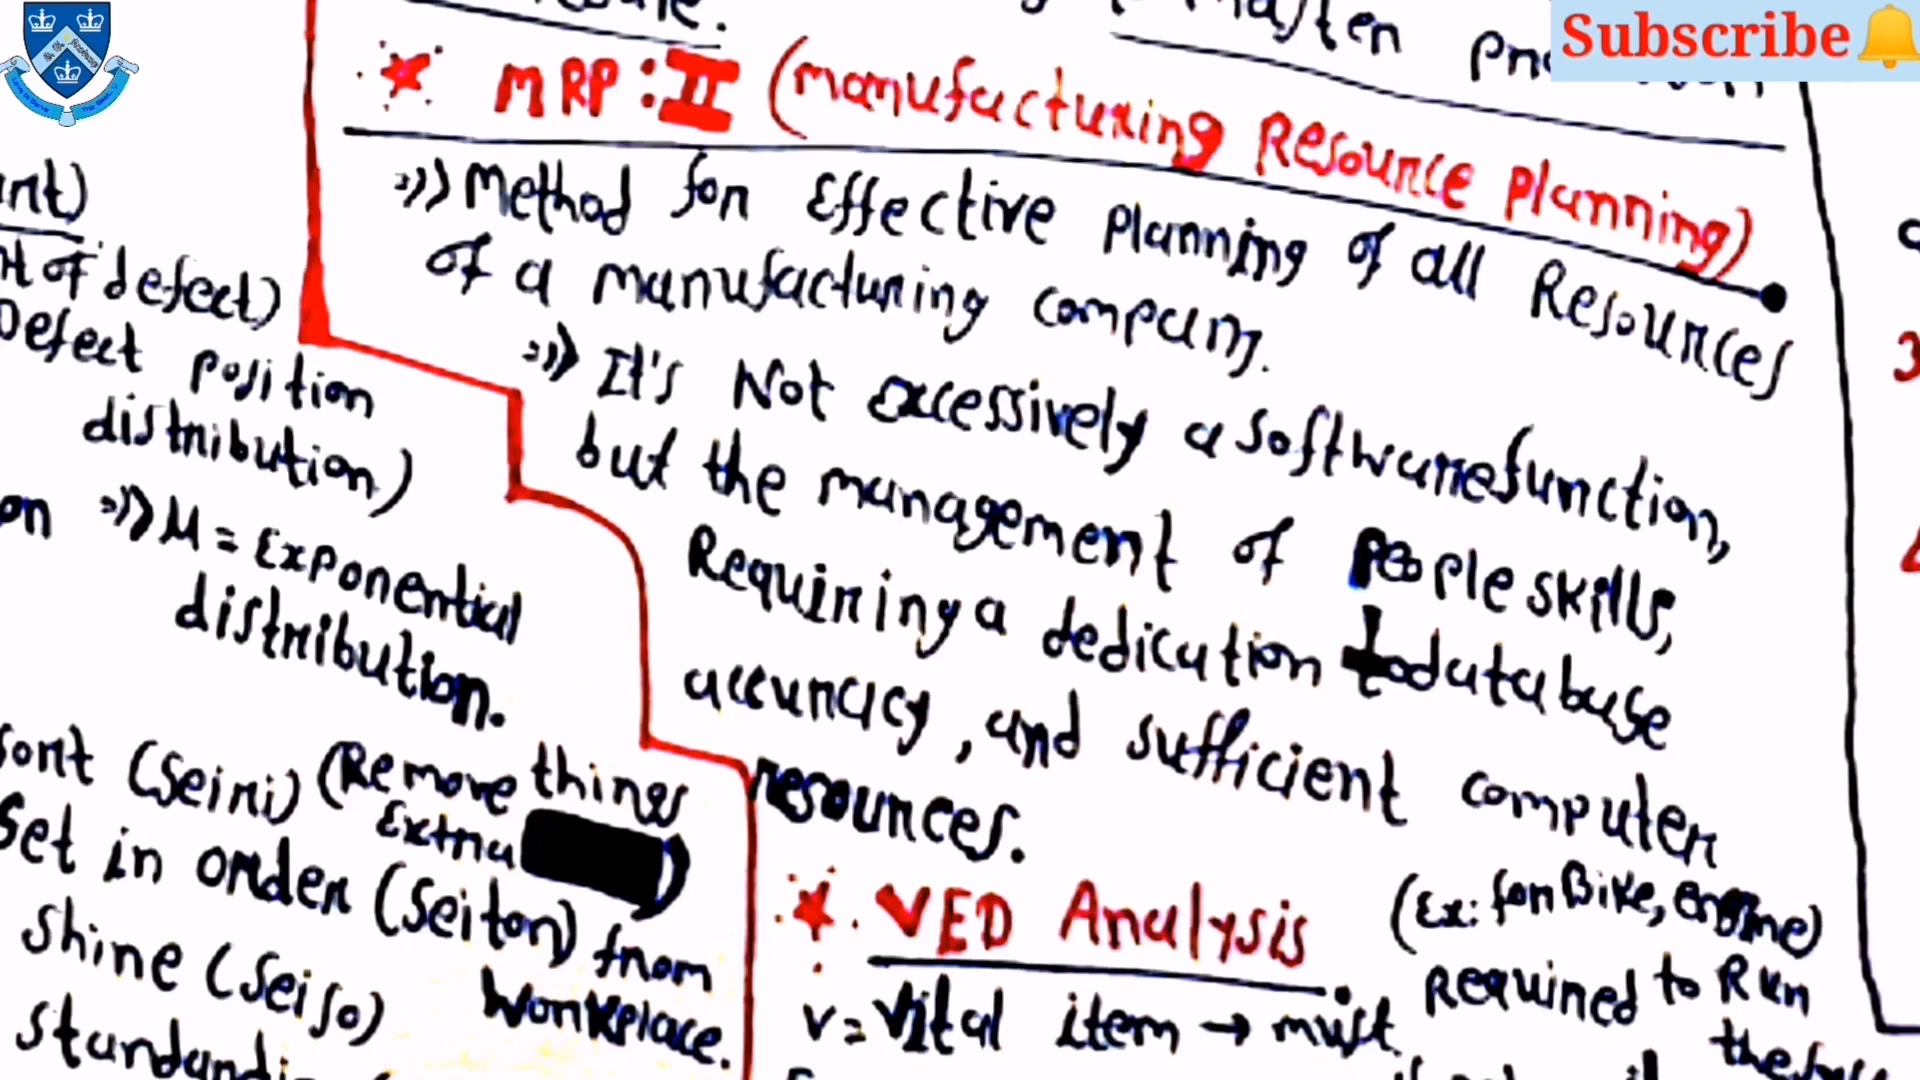 Subscribe
MRP:II (manufacturing Resource planning)
Method for Effective planning of all Resources
of a manufacturing company.
It's Not excessively a software function,
but the management of people skills,
Requiring a dedication to database
accuracy, and sufficient computer
resources.
VED Analysis
(Ex: for Bike, engine)
V = Vital item → must
Required to Run
of defect)
Defect position
distribution)
M = Exponential
distribution.
(Seiri) (Remove things
Extra
Set in order (Seiton) from
workplace.
Shine (Seiso)